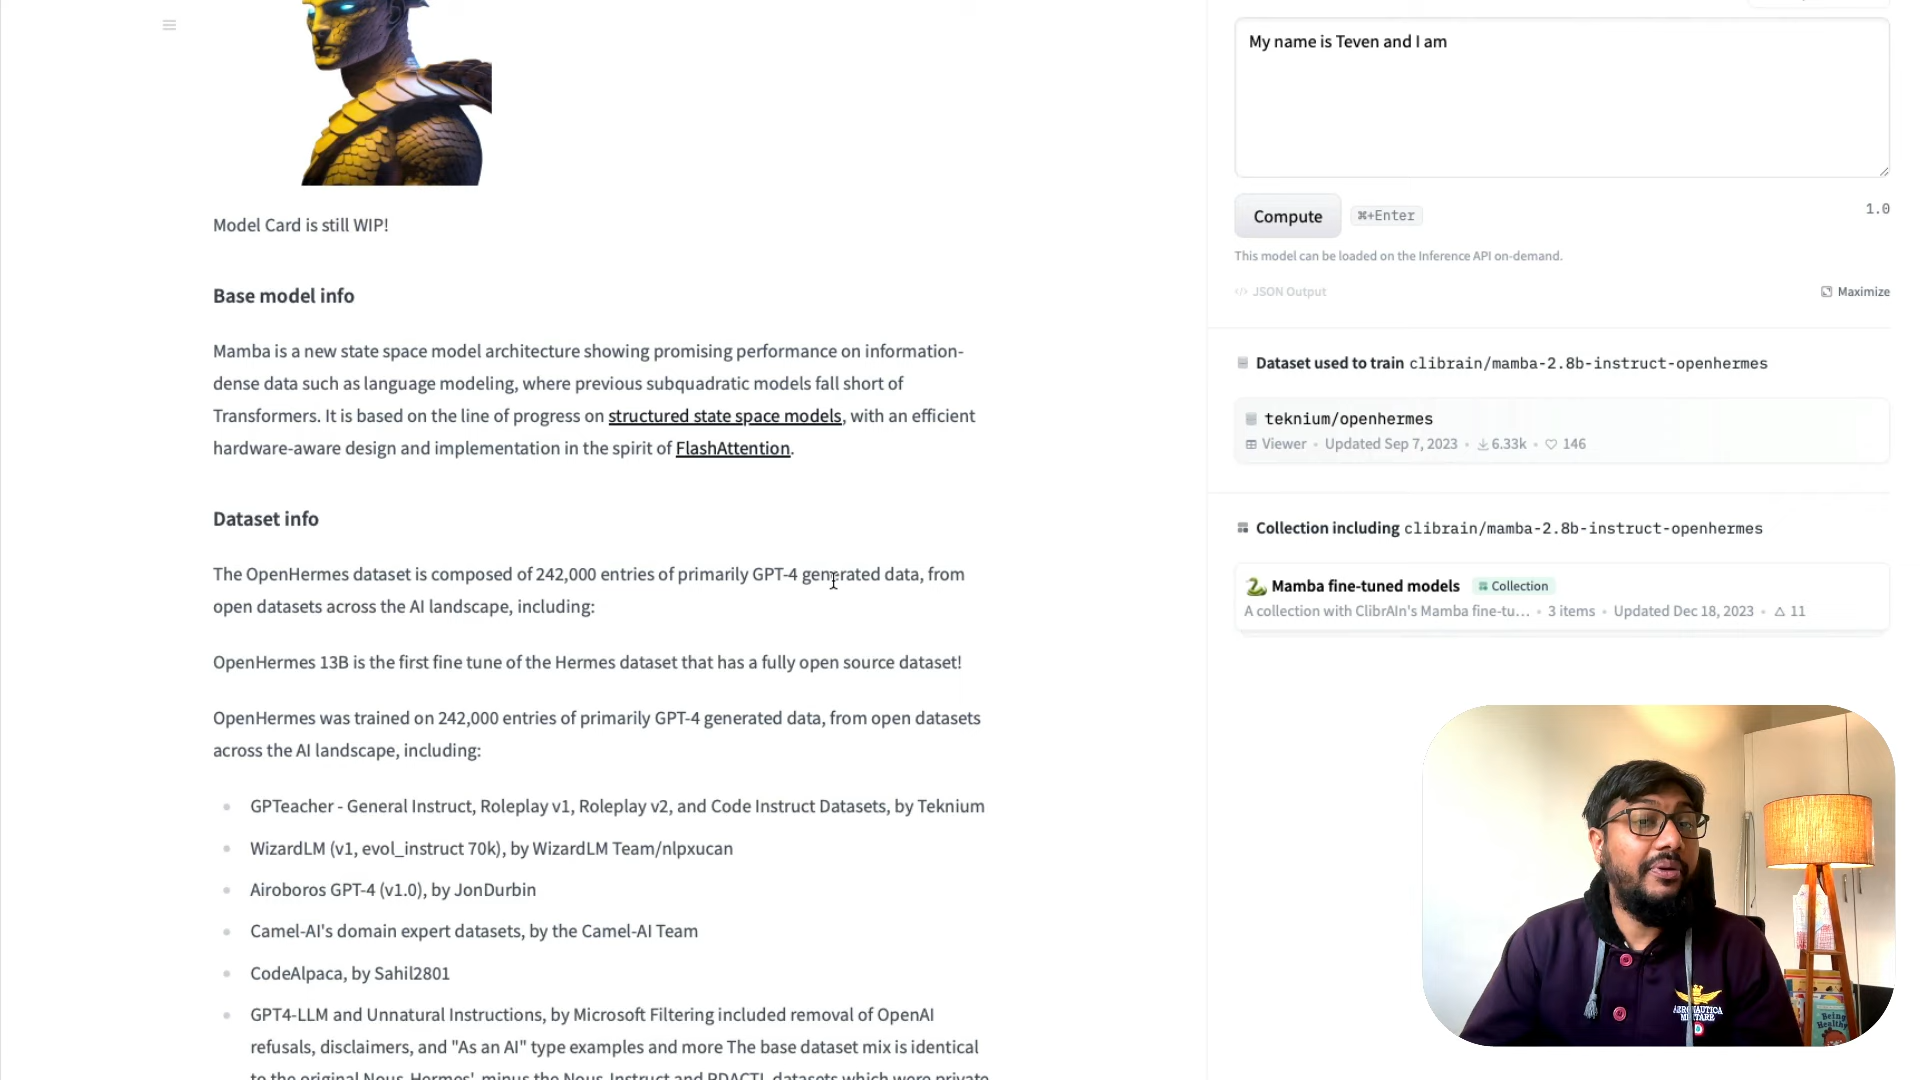 My name is Teven and I am
Compute
⌘+Enter
1.0
This model can be loaded on the Inference API on-demand.
</> JSON Output
Maximize
Dataset used to train clibrain/mamba-2.8b-instruct-openhermes
teknium/openhermes
Viewer • Updated Sep 7, 2023 • 6.33k • 146
Collection including clibrain/mamba-2.8b-instruct-openhermes
Mamba fine-tuned models Collection
A collection with ClibrAIn's Mamba fine-tu... • 3 items • Updated Dec 18, 2023 • 11
Model Card is still WIP!
Base model info
Mamba is a new state space model architecture showing promising performance on information-
dense data such as language modeling, where previous subquadratic models fall short of
Transformers. It is based on the line of progress on structured state space models, with an efficient
hardware-aware design and implementation in the spirit of FlashAttention.
Dataset info
The OpenHermes dataset is composed of 242,000 entries of primarily GPT-4 generated data, from
open datasets across the AI landscape, including:
OpenHermes 13B is the first fine tune of the Hermes dataset that has a fully open source dataset!
OpenHermes was trained on 242,000 entries of primarily GPT-4 generated data, from open datasets
across the AI landscape, including:
GPTeacher - General Instruct, Roleplay v1, Roleplay v2, and Code Instruct Datasets, by Teknium
WizardLM (v1, evol_instruct 70k), by WizardLM Team/nlpxucan
Airoboros GPT-4 (v1.0), by JonDurbin
Camel-AI's domain expert datasets, by the Camel-AI Team
CodeAlpaca, by Sahil2801
GPT4-LLM and Unnatural Instructions, by Microsoft Filtering included removal of OpenAI
refusals, disclaimers, and "As an AI" type examples and more The base dataset mix is identical
to the original Nous-Hermes', minus the Nous-Instruct and PDACTL datasets which were private
AERONAUTICA
MILITARE
Being
Healthy